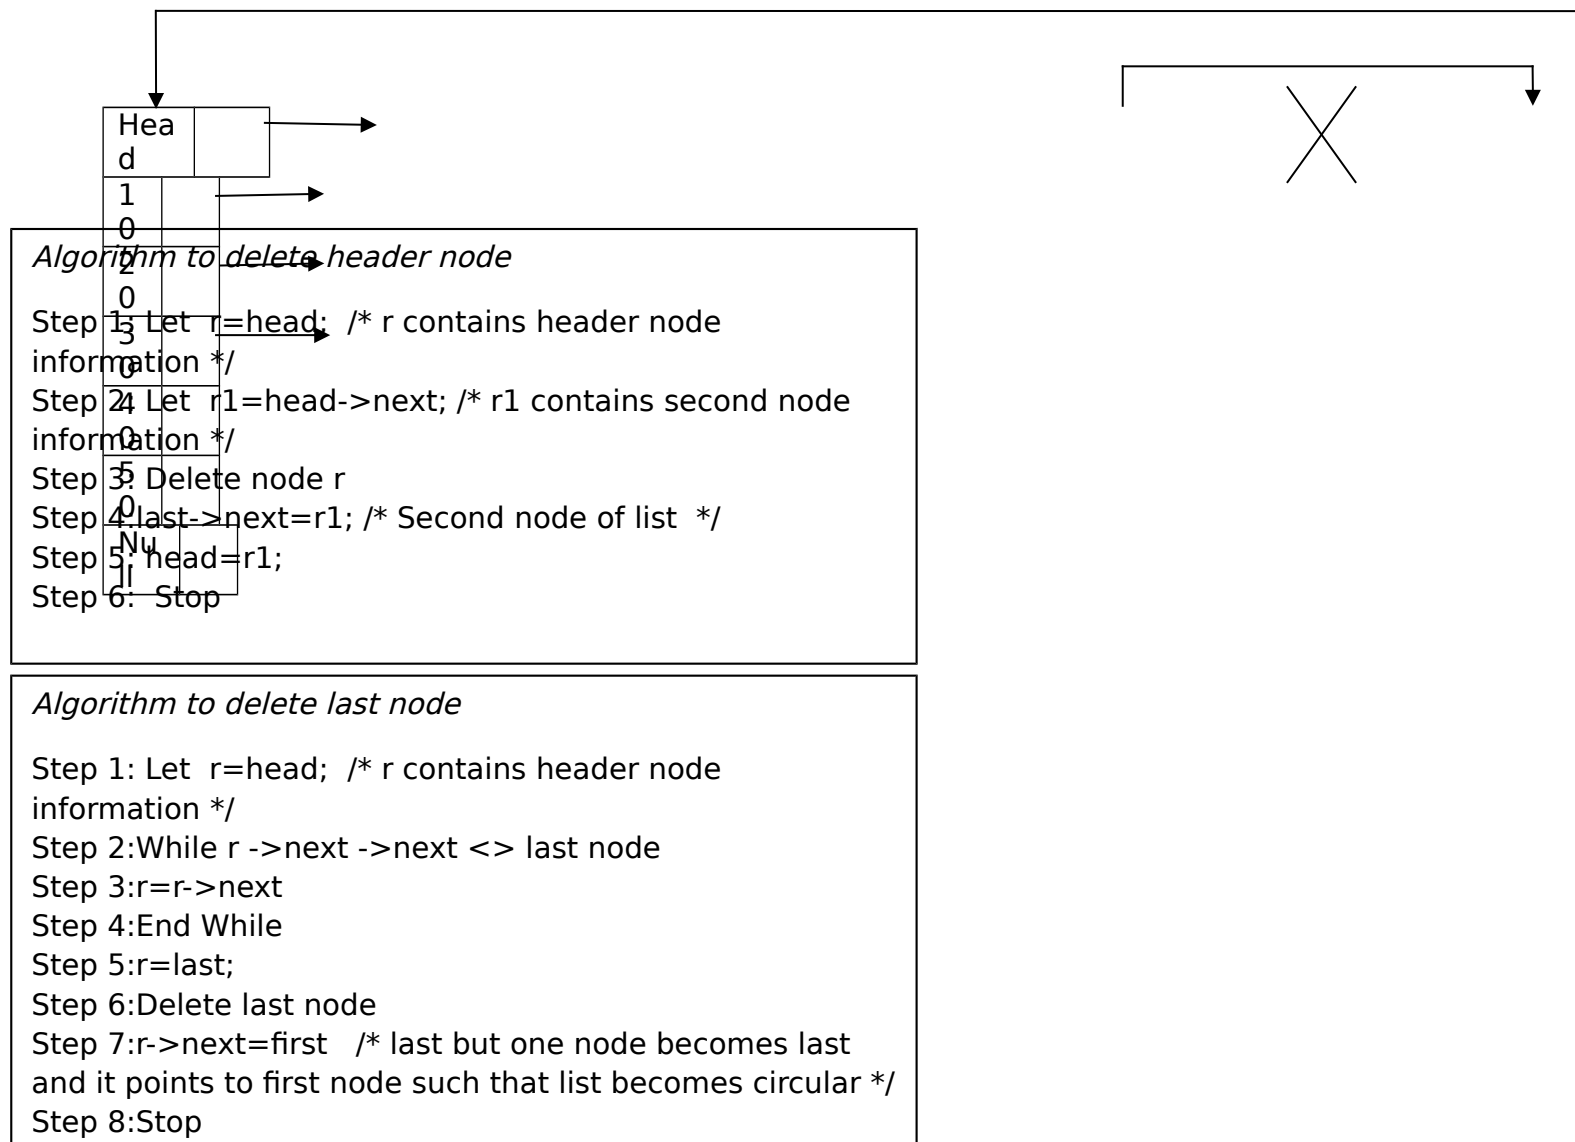 Hea
d
1
0
2
0
3
0
4
0
5
0
Nu
ll
Algorithm to delete header node
Step 1: Let  r=head;  /* r contains header node
information */
Step 2: Let  r1=head->next; /* r1 contains second node
information */
Step 3: Delete node r
Step 4:last->next=r1; /* Second node of list  */
Step 5: head=r1;
Step 6:  Stop
Algorithm to delete last node
Step 1: Let  r=head;  /* r contains header node
information */
Step 2:While r ->next ->next <> last node
Step 3:r=r->next
Step 4:End While
Step 5:r=last;
Step 6:Delete last node
Step 7:r->next=first   /* last but one node becomes last
and it points to first node such that list becomes circular */
Step 8:Stop